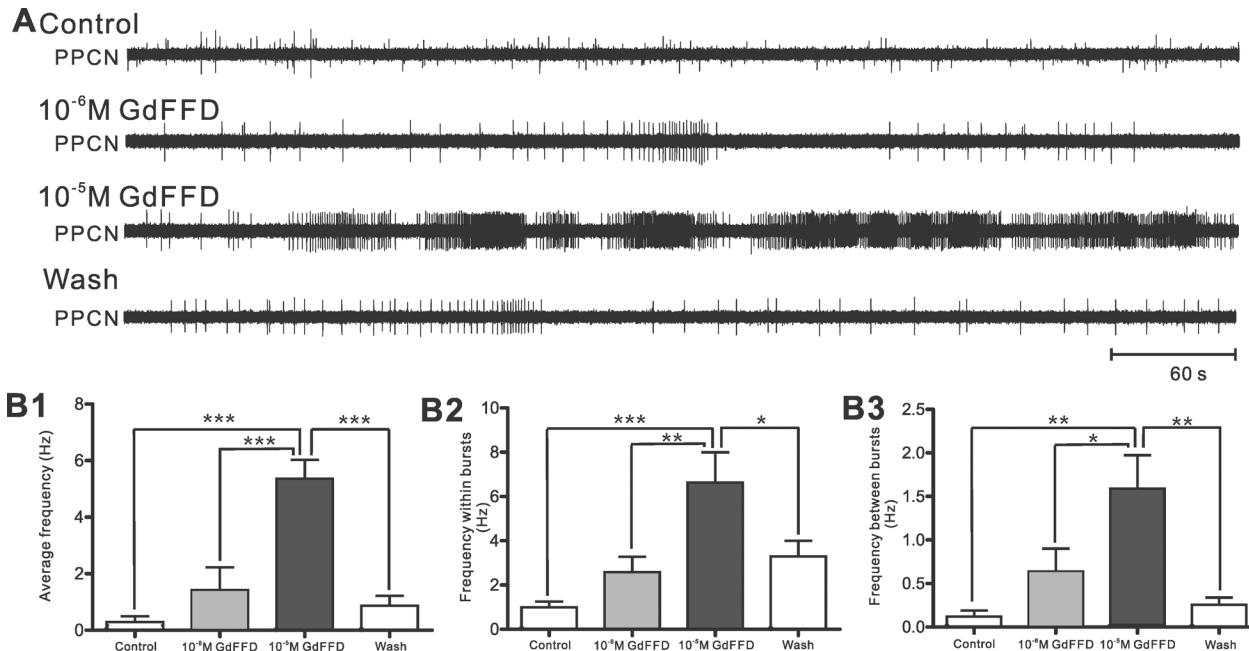 A Control
PPCN
10⁻⁶M GdFFD
PPCN
10⁻⁵M GdFFD
PPCN
Wash
PPCN
60 s
B1
Average frequency (Hz)
8
6
4
2
0
***
***
***
Control
10⁻⁶M GdFFD
10⁻⁵M GdFFD
Wash
B2
Frequency within bursts
(Hz)
10
8
6
4
2
0
***
*
**
Control
10⁻⁶M GdFFD
10⁻⁵M GdFFD
Wash
B3
Frequency between bursts
(Hz)
2.5
2.0
1.5
1.0
0.5
0.0
**
**
*
Control
10⁻⁶M GdFFD
10⁻⁵M GdFFD
Wash